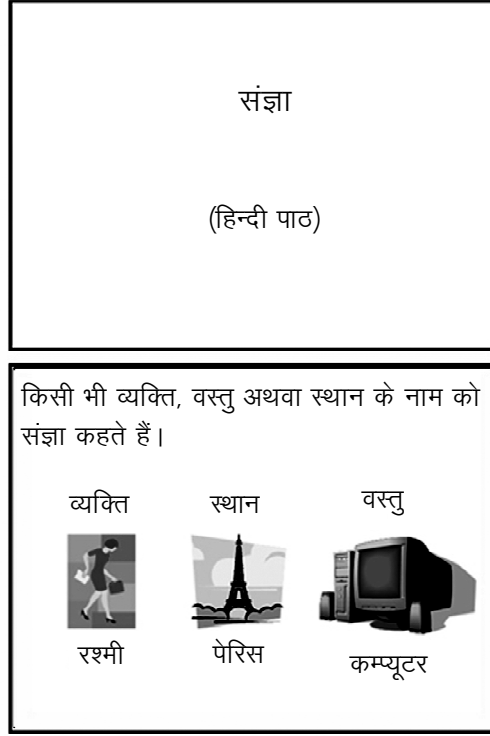 संज्ञा
(हिन्दी पाठ)
किसी भी व्यक्ति, वस्तु अथवा स्थान के नाम को
संज्ञा कहते हैं।
व्यक्ति स्थान वस्तु
रश्मी पेरिस कम्प्यूटर